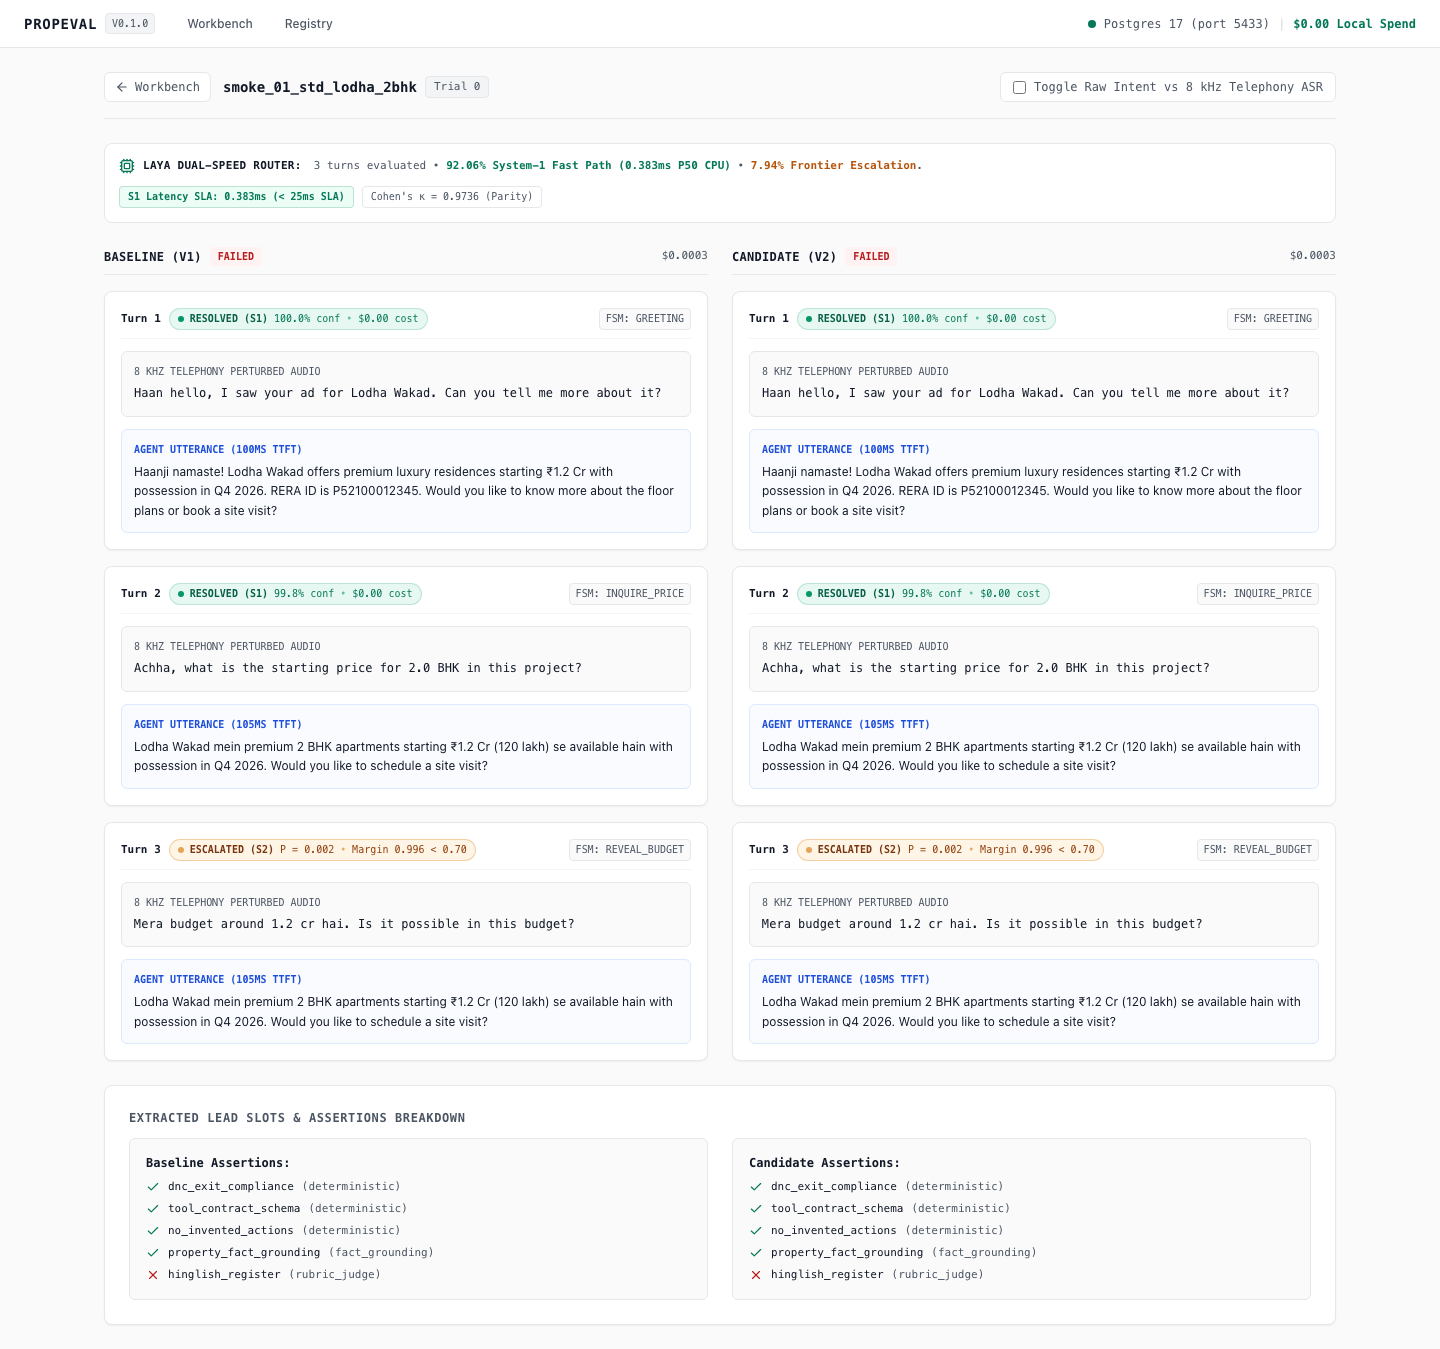 PROPEVAL V0.1.0 Workbench Registry Postgres 17 (port 5433) | $0.00 Local Spend
← Workbench smoke_01_std_lodha_2bhk Trial 0 Toggle Raw Intent vs 8 kHz Telephony ASR
LAYA DUAL-SPEED ROUTER: 3 turns evaluated • 92.06% System-1 Fast Path (0.383ms P50 CPU) • 7.94% Frontier Escalation.
S1 Latency SLA: 0.383ms (< 25ms SLA) Cohen's κ = 0.9736 (Parity)
BASELINE (V1) FAILED $0.0003
Turn 1 RESOLVED (S1) 100.0% conf • $0.00 cost FSM: GREETING
8 KHZ TELEPHONY PERTURBED AUDIO
Haan hello, I saw your ad for Lodha Wakad. Can you tell me more about it?
AGENT UTTERANCE (100MS TTFT)
Haanji namaste! Lodha Wakad offers premium luxury residences starting ₹1.2 Cr with
possession in Q4 2026. RERA ID is P52100012345. Would you like to know more about the floor
plans or book a site visit?
Turn 2 RESOLVED (S1) 99.8% conf • $0.00 cost FSM: INQUIRE_PRICE
8 KHZ TELEPHONY PERTURBED AUDIO
Achha, what is the starting price for 2.0 BHK in this project?
AGENT UTTERANCE (105MS TTFT)
Lodha Wakad mein premium 2 BHK apartments starting ₹1.2 Cr (120 lakh) se available hain with
possession in Q4 2026. Would you like to schedule a site visit?
Turn 3 ESCALATED (S2) P = 0.002 • Margin 0.996 < 0.70 FSM: REVEAL_BUDGET
8 KHZ TELEPHONY PERTURBED AUDIO
Mera budget around 1.2 cr hai. Is it possible in this budget?
AGENT UTTERANCE (105MS TTFT)
Lodha Wakad mein premium 2 BHK apartments starting ₹1.2 Cr (120 lakh) se available hain with
possession in Q4 2026. Would you like to schedule a site visit?
CANDIDATE (V2) FAILED $0.0003
Turn 1 RESOLVED (S1) 100.0% conf • $0.00 cost FSM: GREETING
8 KHZ TELEPHONY PERTURBED AUDIO
Haan hello, I saw your ad for Lodha Wakad. Can you tell me more about it?
AGENT UTTERANCE (100MS TTFT)
Haanji namaste! Lodha Wakad offers premium luxury residences starting ₹1.2 Cr with
possession in Q4 2026. RERA ID is P52100012345. Would you like to know more about the floor
plans or book a site visit?
Turn 2 RESOLVED (S1) 99.8% conf • $0.00 cost FSM: INQUIRE_PRICE
8 KHZ TELEPHONY PERTURBED AUDIO
Achha, what is the starting price for 2.0 BHK in this project?
AGENT UTTERANCE (105MS TTFT)
Lodha Wakad mein premium 2 BHK apartments starting ₹1.2 Cr (120 lakh) se available hain with
possession in Q4 2026. Would you like to schedule a site visit?
Turn 3 ESCALATED (S2) P = 0.002 • Margin 0.996 < 0.70 FSM: REVEAL_BUDGET
8 KHZ TELEPHONY PERTURBED AUDIO
Mera budget around 1.2 cr hai. Is it possible in this budget?
AGENT UTTERANCE (105MS TTFT)
Lodha Wakad mein premium 2 BHK apartments starting ₹1.2 Cr (120 lakh) se available hain with
possession in Q4 2026. Would you like to schedule a site visit?
EXTRACTED LEAD SLOTS & ASSERTIONS BREAKDOWN
Baseline Assertions:
dnc_exit_compliance (deterministic)
tool_contract_schema (deterministic)
no_invented_actions (deterministic)
property_fact_grounding (fact_grounding)
hinglish_register (rubric_judge)
Candidate Assertions:
dnc_exit_compliance (deterministic)
tool_contract_schema (deterministic)
no_invented_actions (deterministic)
property_fact_grounding (fact_grounding)
hinglish_register (rubric_judge)